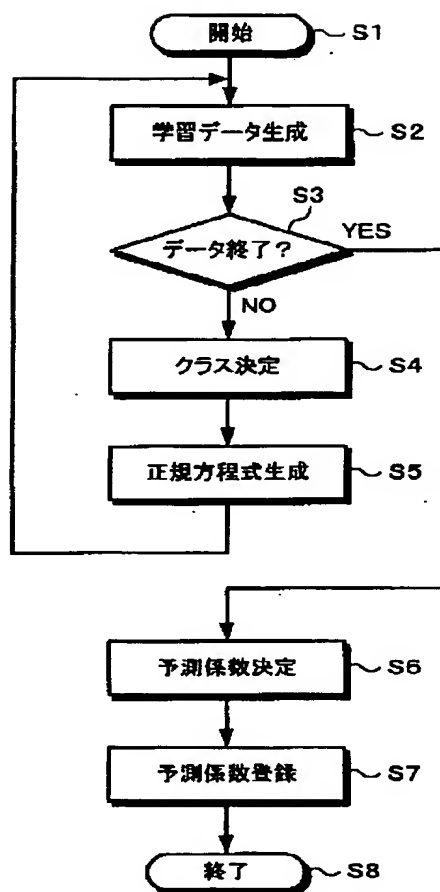 開始 S1
学習データ生成 S2
S3
データ終了? YES
NO
クラス決定 S4
正規方程式生成 S5
予測係数決定 S6
予測係数登録 S7
終了 S8